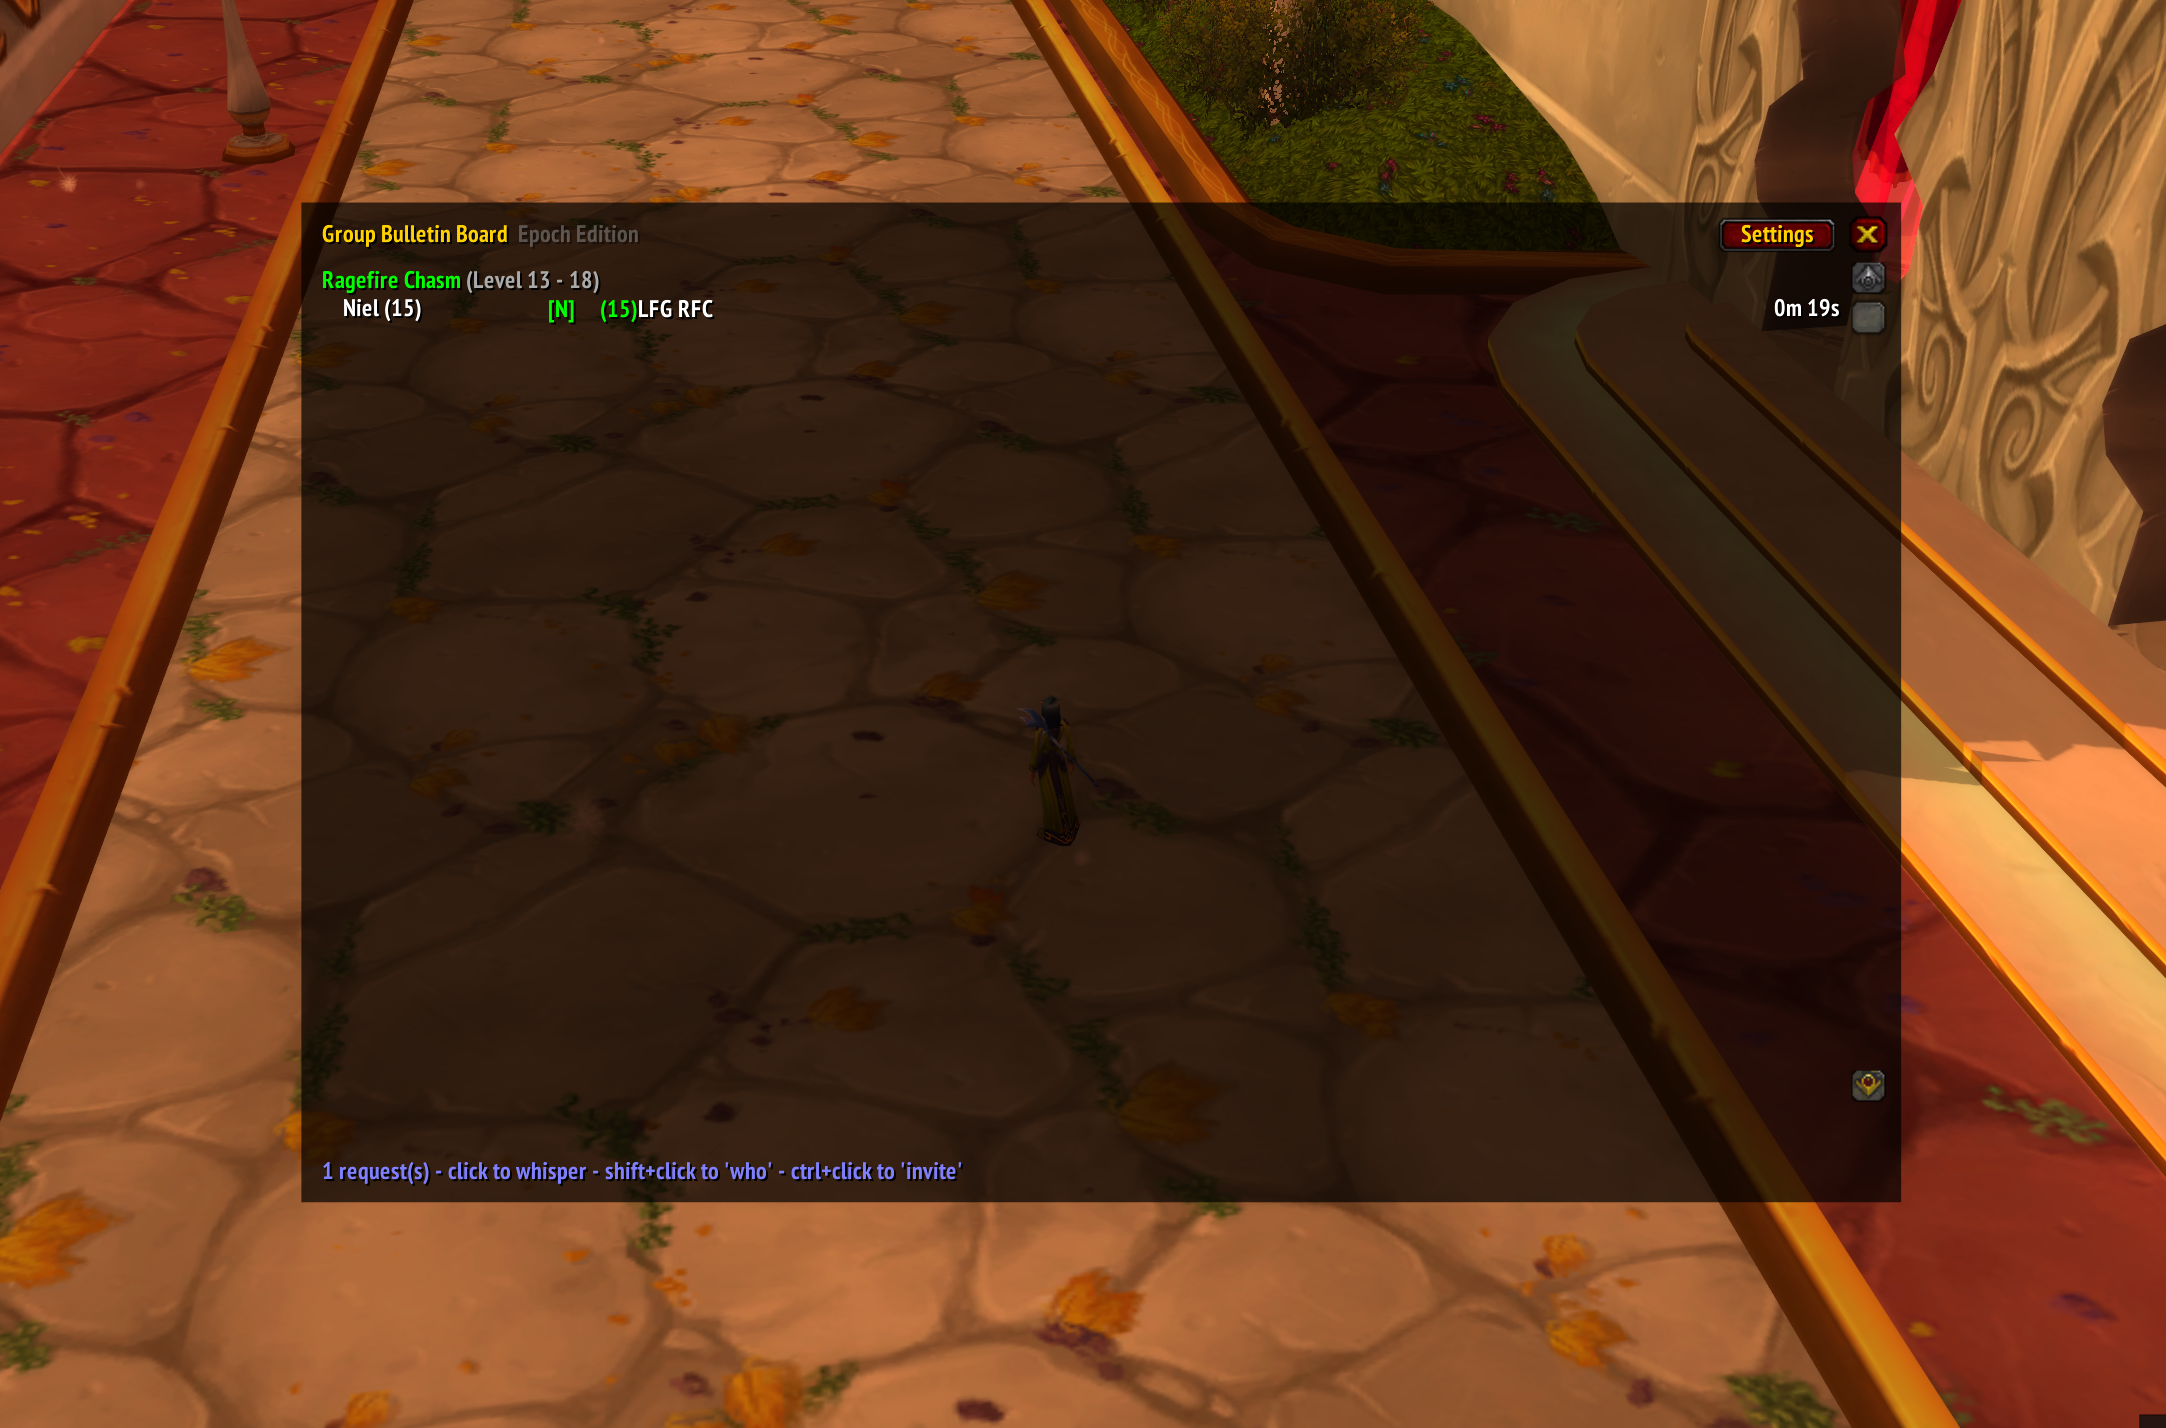 Group Bulletin Board Epoch Edition
Settings
Ragefire Chasm (Level 13 - 18)
Niel (15) [N] (15)LFG RFC 0m 19s
1 request(s) - click to whisper - shift+click to 'who' - ctrl+click to 'invite'